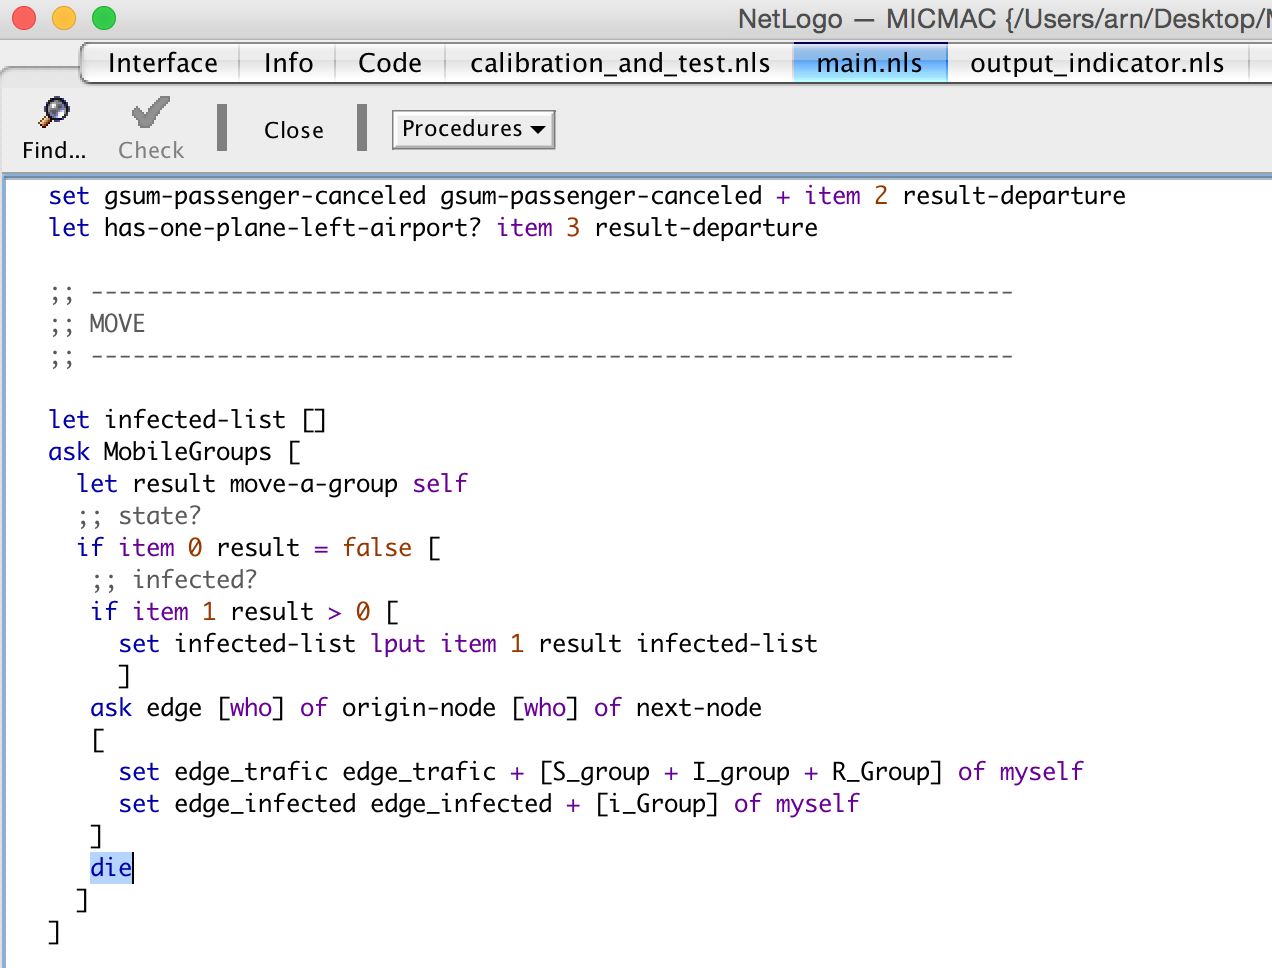 NetLogo — MICMAC {/Users/arn/Desktop/
Interface Info Code calibration_and_test.nls main.nls output_indicator.nls
Find... Check Close Procedures
set gsum-passenger-canceled gsum-passenger-canceled + item 2 result-departure
let has-one-plane-left-airport? item 3 result-departure
;; ------------------------------------------------------------------
;; MOVE
;; ------------------------------------------------------------------
let infected-list []
ask MobileGroups [
let result move-a-group self
;; state?
if item 0 result = false [
;; infected?
if item 1 result > 0 [
set infected-list lput item 1 result infected-list
]
ask edge [who] of origin-node [who] of next-node
[
set edge_trafic edge_trafic + [S_group + I_group + R_Group] of myself
set edge_infected edge_infected + [i_Group] of myself
]
die
]
]